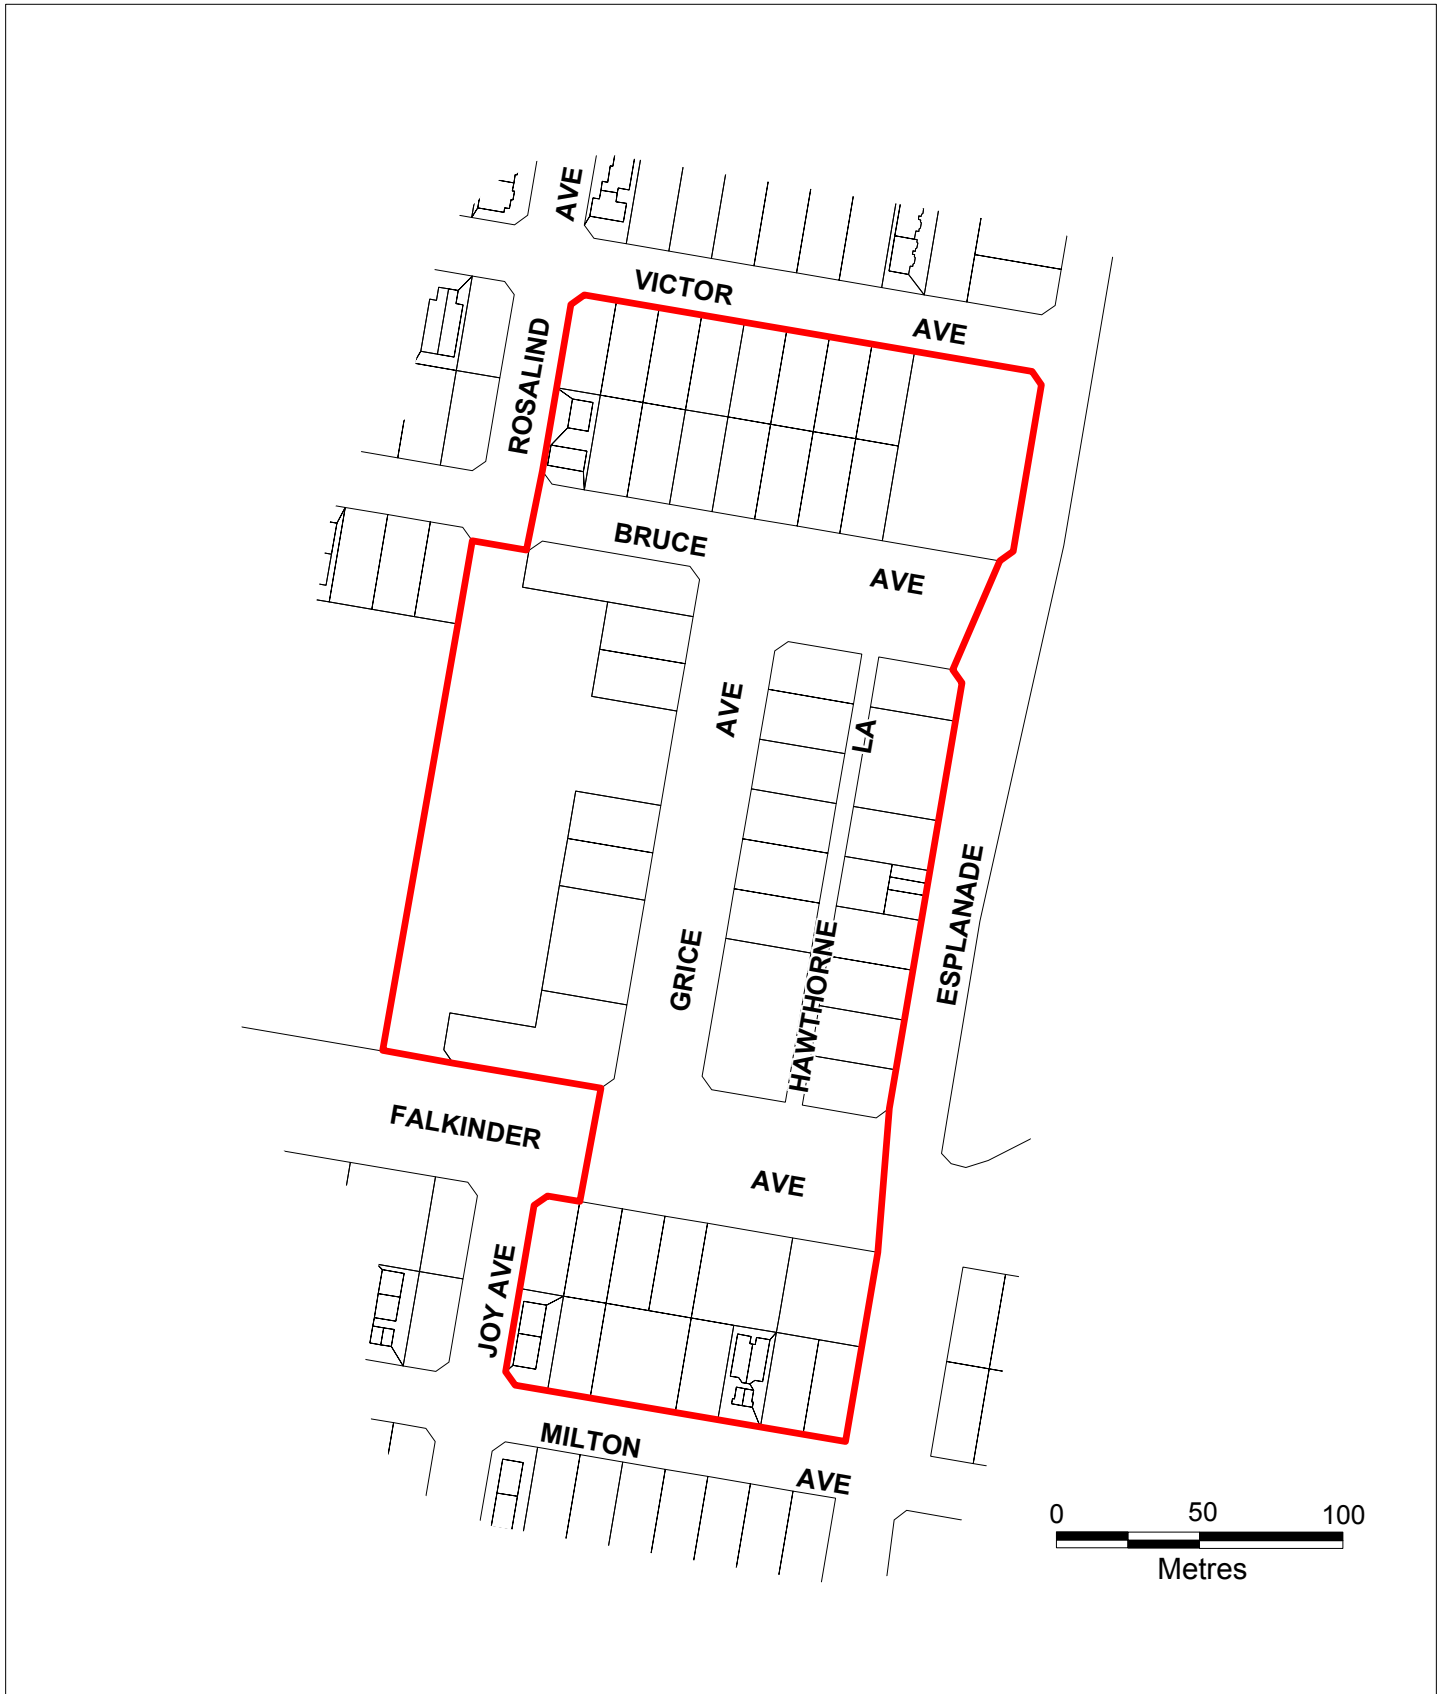 AVE
VICTOR
AVE
ROSALIND
BRUCE
AVE
AVE
LA
GRICE
HAWTHORNE
ESPLANADE
FALKINDER
AVE
JOY AVE
MILTON
AVE
0 50 100
Metres